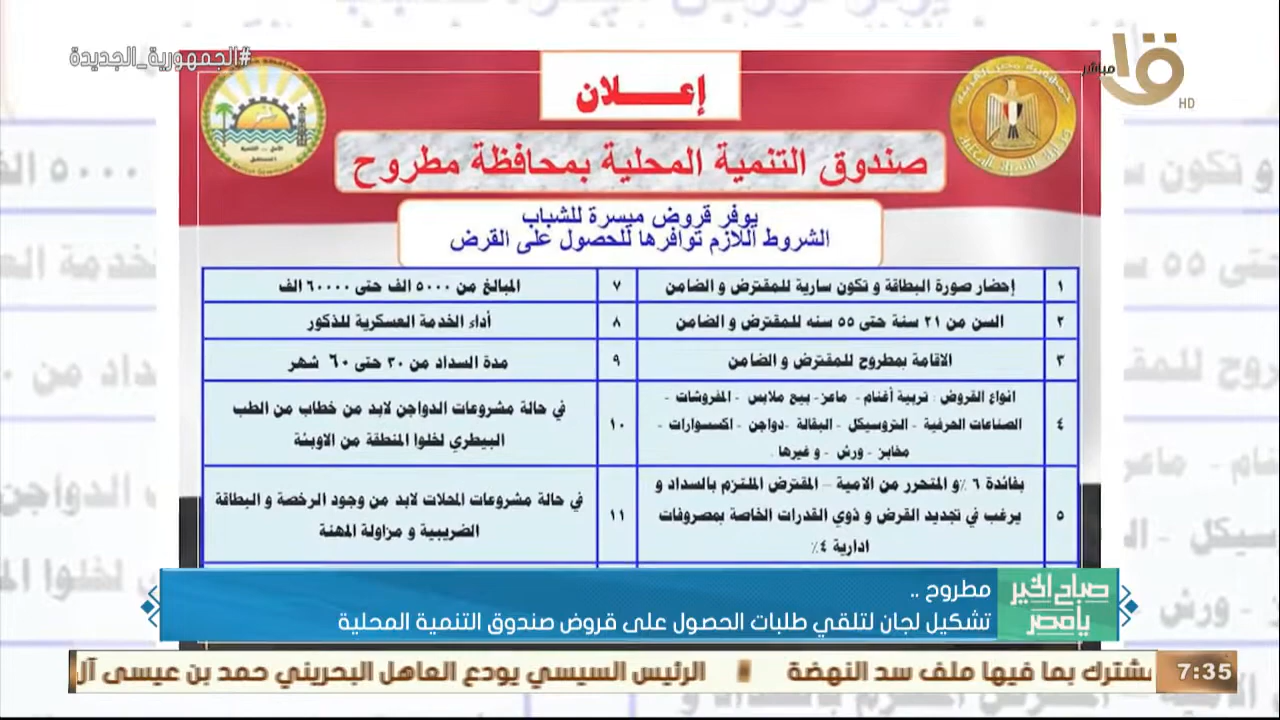 #الجمهورية_الجديدة
مباشر
HD
إعـــلان
صندوق التنمية المحلية بمحافظة مطروح
يوفر قروض ميسرة للشباب
الشروط اللازم توافرها للحصول على القرض
١ إحضار صورة البطاقة و تكون سارية للمقترض و الضامن
٧ المبالغ من ٥٠٠٠ الف حتى ٦٠٠٠٠ الف
٢ السن من ٢١ سنة حتى ٥٥ سنه للمقترض و الضامن
٨ أداء الخدمة العسكرية للذكور
٣ الاقامة بمطروح للمقترض و الضامن
٩ مدة السداد من ٣٠ حتى ٦٠ شهر
٤ انواع القروض : تربية أغنام - ماعز- بيع ملابس - المفروشات -
الصناعات الحرفية - التروسيكل - البقالة -دواجن - اكسسوارات -
مخابز - ورش - و غيرها .
١٠ في حالة مشروعات الدواجن لابد من خطاب من الطب
البيطري لخلوا المنطقة من الاوبئة
٥ بفائدة ٦ ٪و المتحرر من الامية – المقترض الملتزم بالسداد و
يرغب في تجديد القرض و ذوي القدرات الخاصة بمصروفات
ادارية ٤٪
١١ في حالة مشروعات المحلات لابد من وجود الرخصة و البطاقة
الضريبية و مزاولة المهنة
صباح الخير
يا مصر
مطروح ..
تشكيل لجان لتلقي طلبات الحصول على قروض صندوق التنمية المحلية
7:35
مشترك بما فيها ملف سد النهضة
الرئيس السيسي يودع العاهل البحريني حمد بن عيسى آل